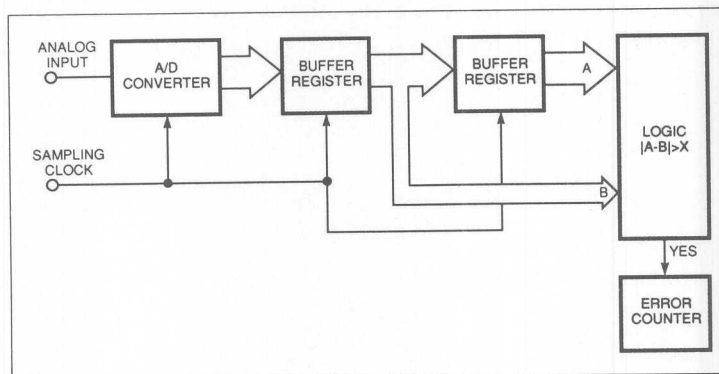 ANALOG
INPUT
A/D
CONVERTER
BUFFER
REGISTER
BUFFER
REGISTER
A
LOGIC
|A-B|>X
SAMPLING
CLOCK
B
YES
ERROR
COUNTER